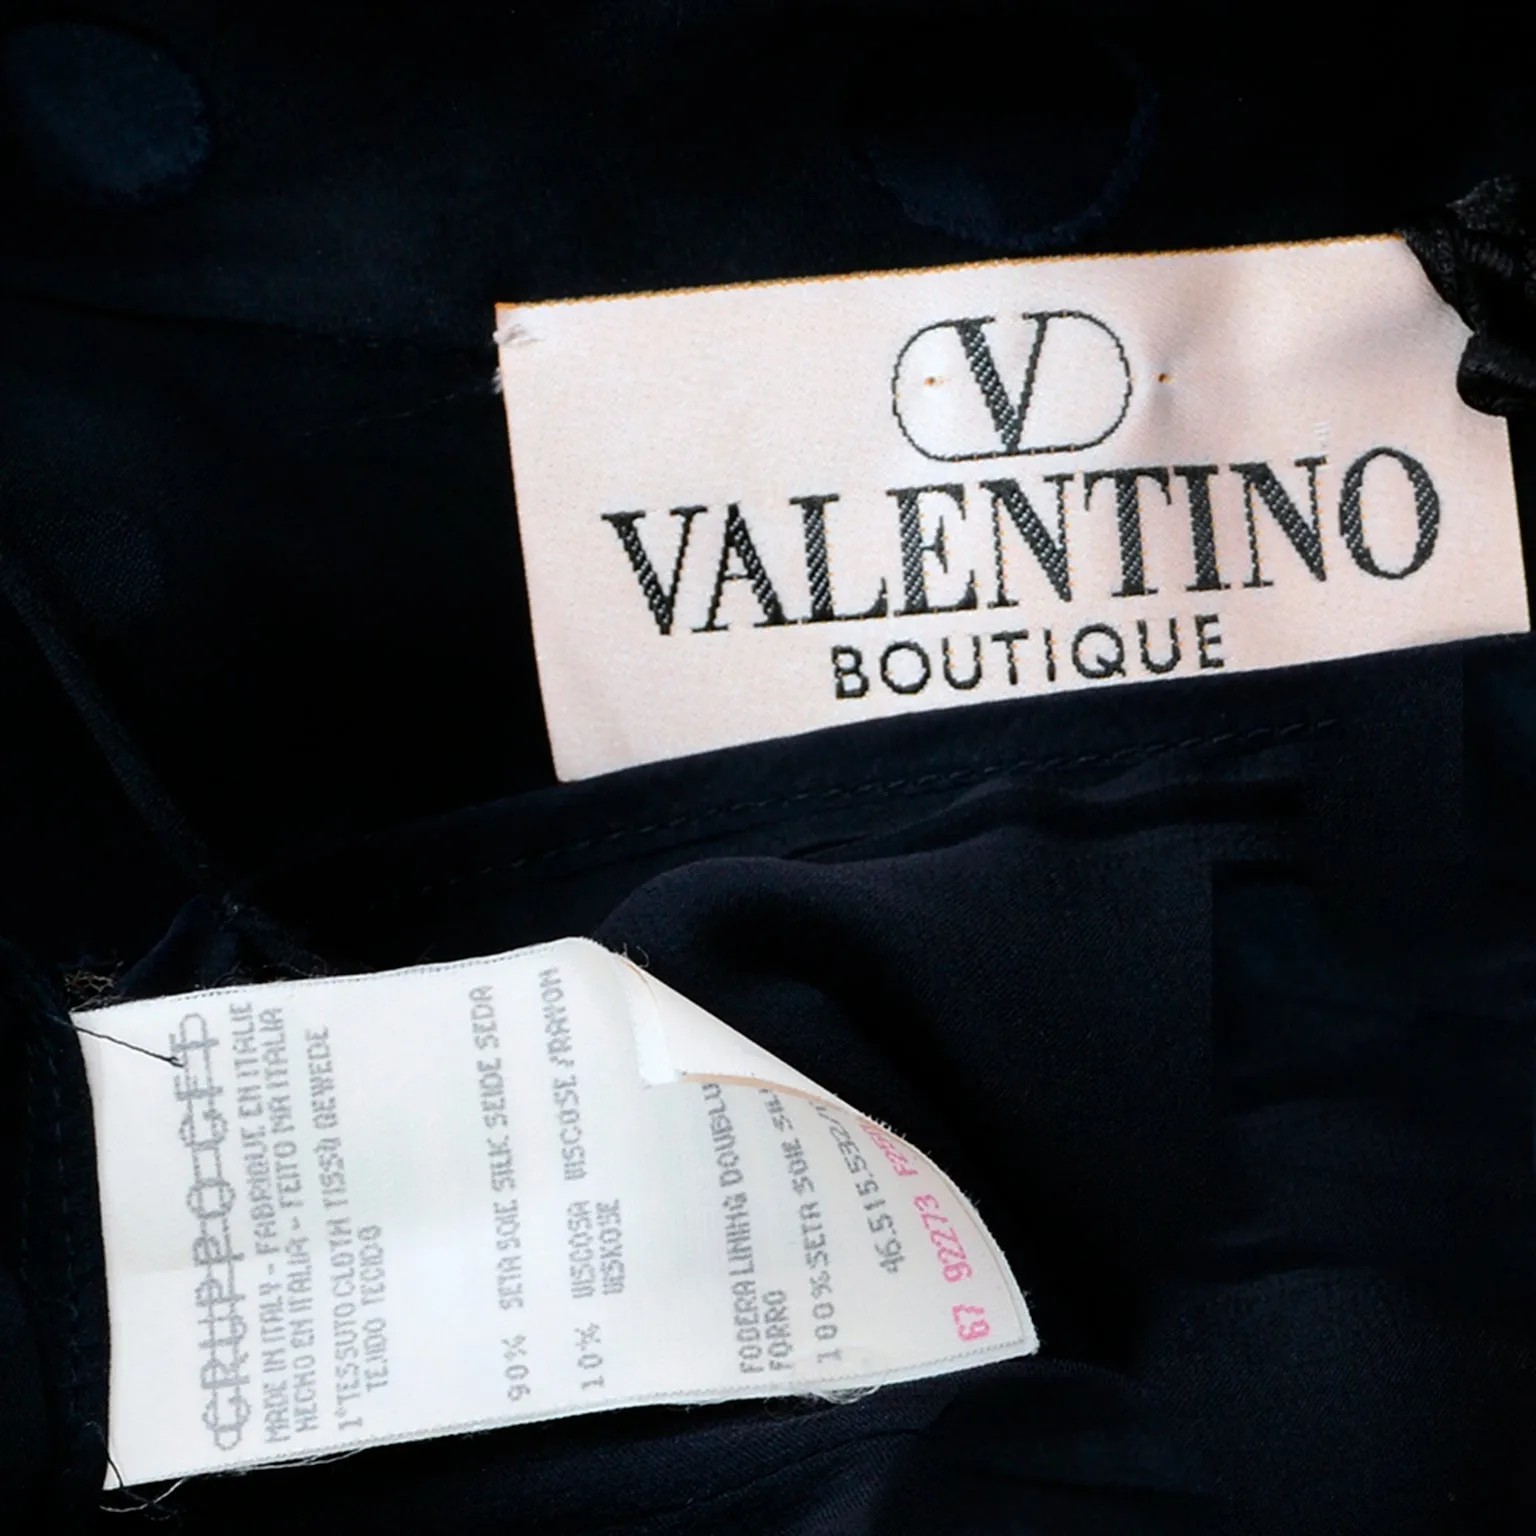 V
VALENTINO
BOUTIQUE
GRUPPO GFT
MADE IN ITALY - FABRIQUE EN ITALIE
HECHO EN ITALIA - FEITO NA ITALIA
1°TESSUTO CLOTH TISSU GEWEDE
TEJIDO TECIDO
90% SETA SOIE SILK SEIDE SEDA
10% VISCOSA VISCOSE /RAYON
VISKOSE
FODERA LINING DOUBLU
FORRO
100% SETA SOIE SIL
46.515.532/
67 92273